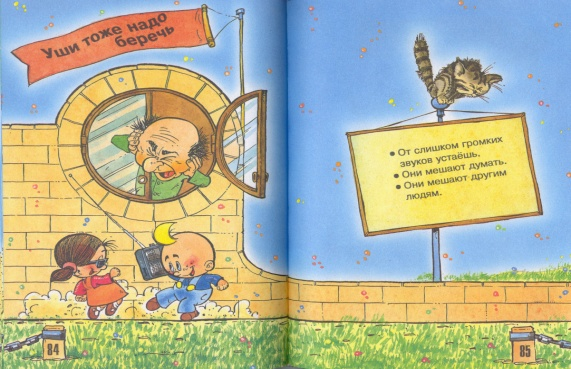 Уши тоже надо
беречь
• От слишком громких
звуков устаёшь.
• Они мешают думать.
• Они мешают другим
людям.
84
85